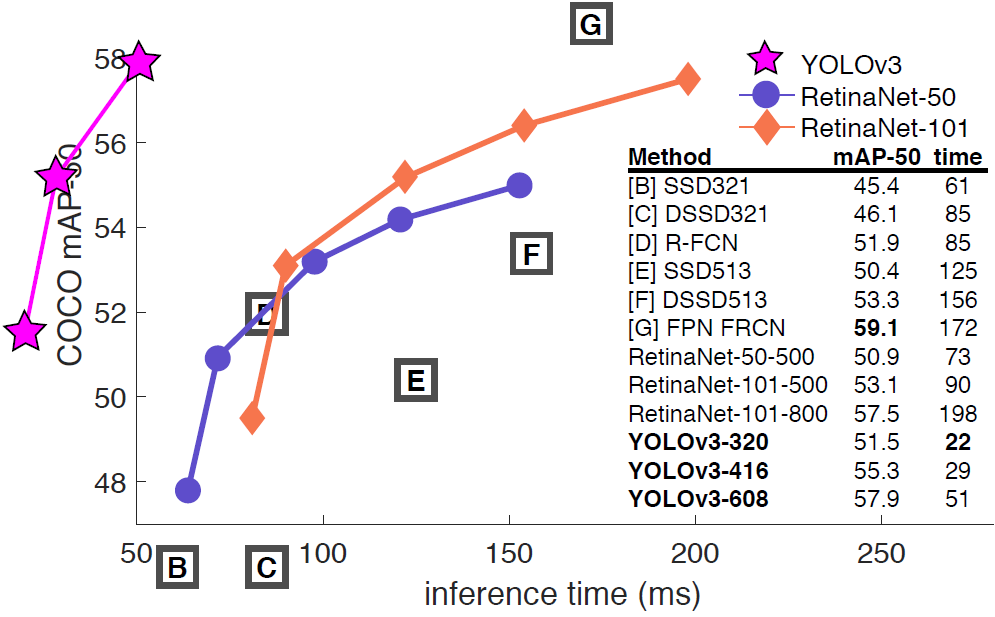 G
58
YOLOv3
RetinaNet-50
RetinaNet-101
56
COCO mAP-50
Method mAP-50 time
[B] SSD321 45.4 61
[C] DSSD321 46.1 85
[D] R-FCN 51.9 85
[E] SSD513 50.4 125
[F] DSSD513 53.3 156
[G] FPN FRCN 59.1 172
RetinaNet-50-500 50.9 73
RetinaNet-101-500 53.1 90
RetinaNet-101-800 57.5 198
YOLOv3-320 51.5 22
YOLOv3-416 55.3 29
YOLOv3-608 57.9 51
54
F
52
D
E
50
48
50 100 150 200 250
B
C
inference time (ms)